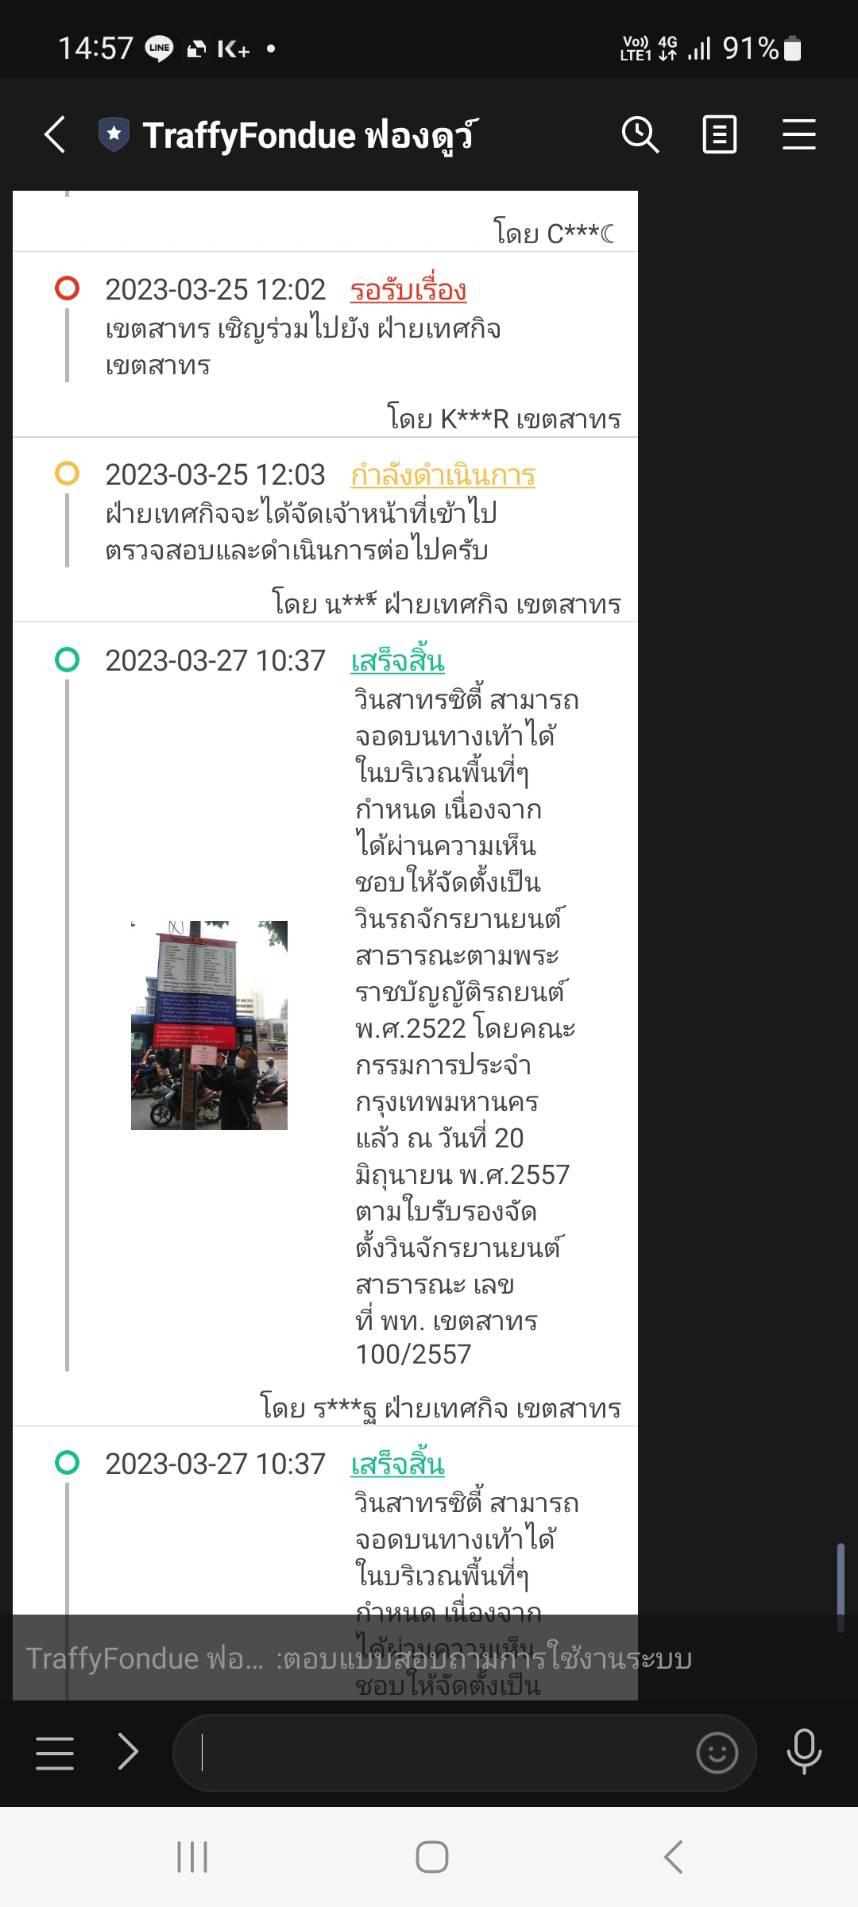 14:57 LINE K+ • Vo)) LTE1 4G 91%
TraffyFondue ฟองดูว์
โดย C***☾
2023-03-25 12:02 รอรับเรื่อง
เขตสาทร เชิญร่วมไปยัง ฝ่ายเทศกิจ
เขตสาทร
โดย K***R เขตสาทร
2023-03-25 12:03 กำลังดำเนินการ
ฝ่ายเทศกิจจะได้จัดเจ้าหน้าที่เข้าไป
ตรวจสอบและดำเนินการต่อไปครับ
โดย น***์ ฝ่ายเทศกิจ เขตสาทร
2023-03-27 10:37 เสร็จสิ้น
วินสาทรซิตี้ สามารถ
จอดบนทางเท้าได้
ในบริเวณพื้นที่ๆ
กำหนด เนื่องจาก
ได้ผ่านความเห็น
ชอบให้จัดตั้งเป็น
วินรถจักรยานยนต์
สาธารณะตามพระ
ราชบัญญัติรถยนต์
พ.ศ.2522 โดยคณะ
กรรมการประจำ
กรุงเทพมหานคร
แล้ว ณ วันที่ 20
มิถุนายน พ.ศ.2557
ตามใบรับรองจัด
ตั้งวินจักรยานยนต์
สาธารณะ เลข
ที่ พท. เขตสาทร
100/2557
โดย ร***ฐ ฝ่ายเทศกิจ เขตสาทร
2023-03-27 10:37 เสร็จสิ้น
วินสาทรซิตี้ สามารถ
จอดบนทางเท้าได้
ในบริเวณพื้นที่ๆ
กำหนด เนื่องจาก
ได้ผ่านความเห็น
TraffyFondue ฟอ... :ตอบแบบสอบถามการใช้งานระบบ
ชอบให้จัดตั้งเป็น